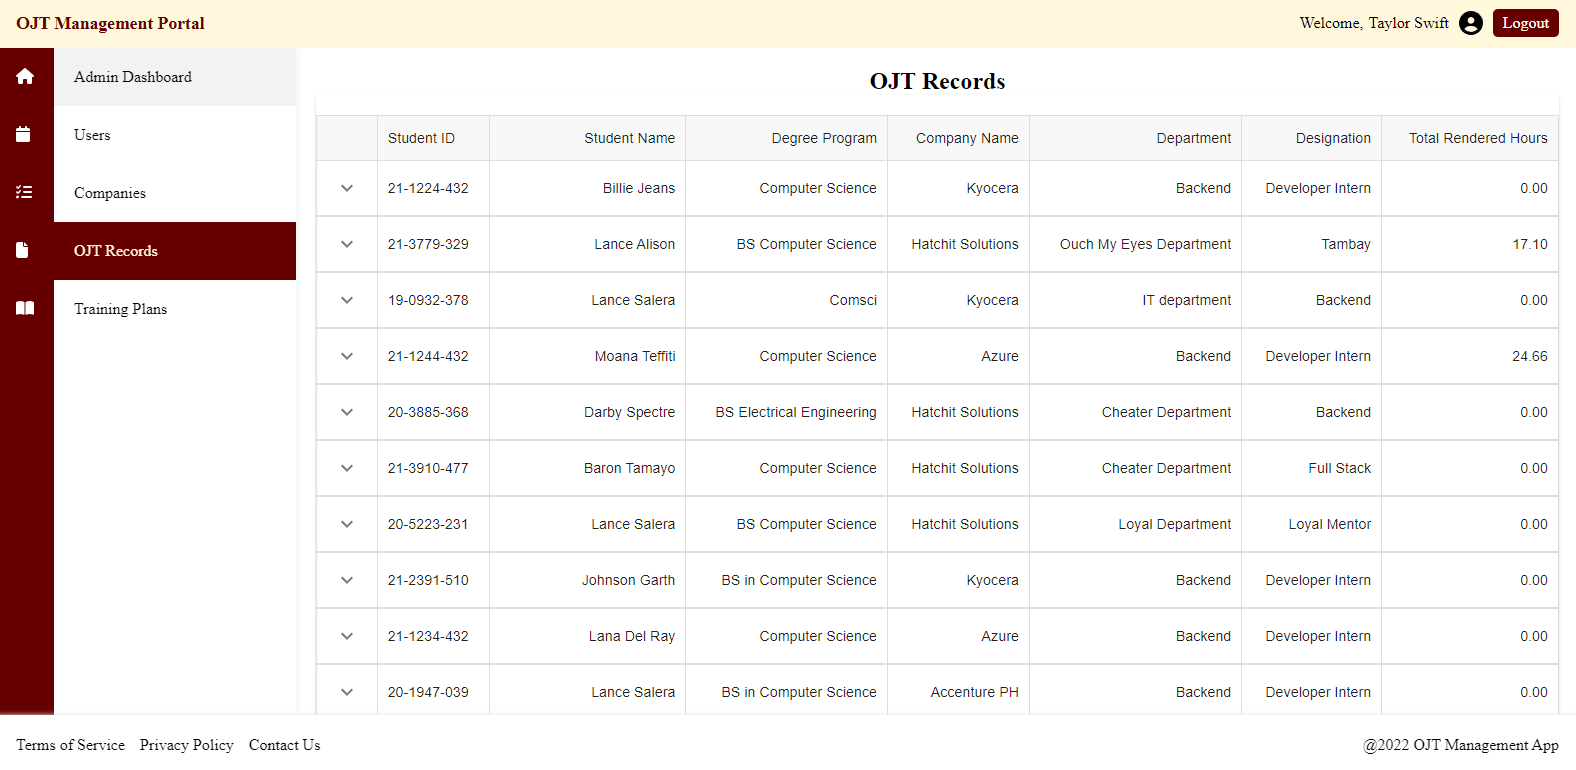 OJT Management Portal
Welcome, Taylor Swift
Logout
Admin Dashboard
Users
Companies
OJT Records
Training Plans
OJT Records
Student ID Student Name Degree Program Company Name Department Designation Total Rendered Hours
21-1224-432 Billie Jeans Computer Science Kyocera Backend Developer Intern 0.00
21-3779-329 Lance Alison BS Computer Science Hatchit Solutions Ouch My Eyes Department Tambay 17.10
19-0932-378 Lance Salera Comsci Kyocera IT department Backend 0.00
21-1244-432 Moana Teffiti Computer Science Azure Backend Developer Intern 24.66
20-3885-368 Darby Spectre BS Electrical Engineering Hatchit Solutions Cheater Department Backend 0.00
21-3910-477 Baron Tamayo Computer Science Hatchit Solutions Cheater Department Full Stack 0.00
20-5223-231 Lance Salera BS Computer Science Hatchit Solutions Loyal Department Loyal Mentor 0.00
21-2391-510 Johnson Garth BS in Computer Science Kyocera Backend Developer Intern 0.00
21-1234-432 Lana Del Ray Computer Science Azure Backend Developer Intern 0.00
20-1947-039 Lance Salera BS in Computer Science Accenture PH Backend Developer Intern 0.00
Terms of Service Privacy Policy Contact Us
@2022 OJT Management App